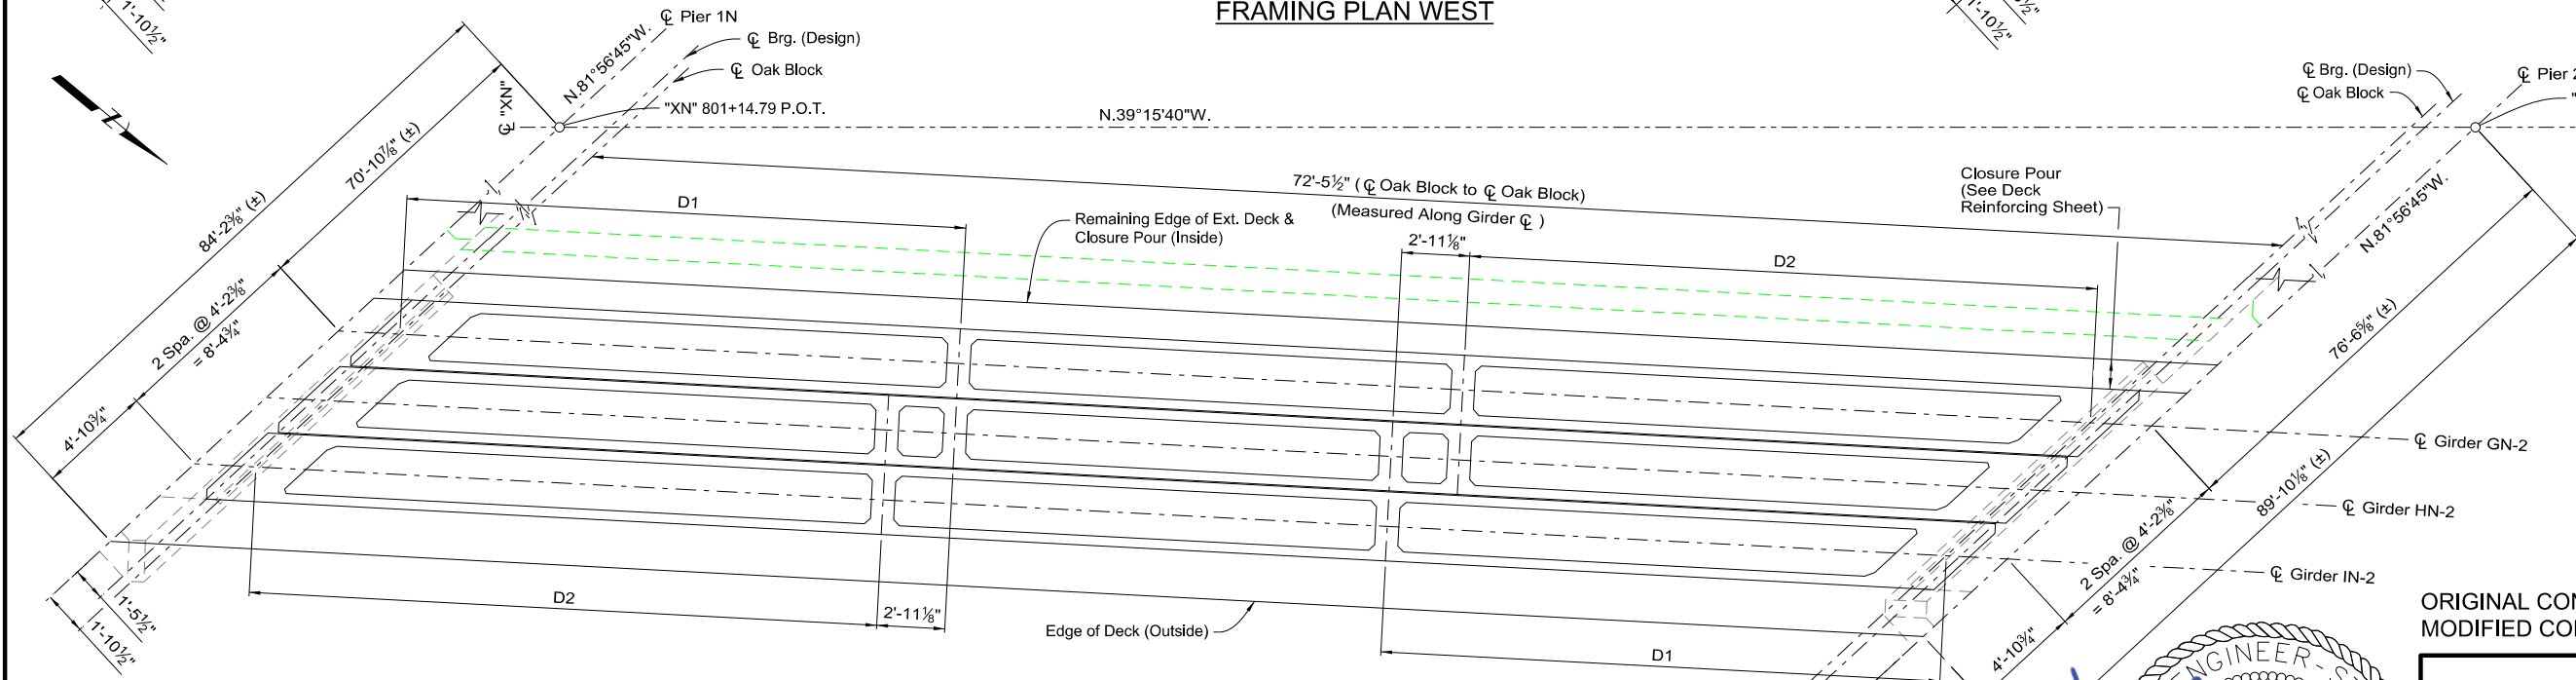 FRAMING PLAN WEST
1'-10½"
1'-10½"
℄ Pier 1N
℄ Brg. (Design)
℄ Oak Block
N.81°56'45"W.
℄ "XN"
"XN" 801+14.79 P.O.T.
N.39°15'40"W.
℄ Brg. (Design)
℄ Oak Block
℄ Pier 2
N
84'-2⅜" (±)
70'-10⅞" (±)
2 Spa. @ 4'-2⅜"
= 8'-4¾"
4'-10¾"
72'-5½" ( ℄ Oak Block to ℄ Oak Block)
(Measured Along Girder ℄ )
D1
Remaining Edge of Ext. Deck &
Closure Pour (Inside)
2'-11⅛"
D2
Closure Pour
(See Deck
Reinforcing Sheet)
N.81°56'45"W.
76'-6⅝" (±)
89'-10⅛" (±)
2 Spa. @ 4'-2⅜"
= 8'-4¾"
4'-10¾"
℄ Girder GN-2
℄ Girder HN-2
℄ Girder IN-2
1'-5½"
1'-10½"
D2
2'-11⅛"
Edge of Deck (Outside)
D1
ORIGINAL CON
MODIFIED CON
NGINEER-S